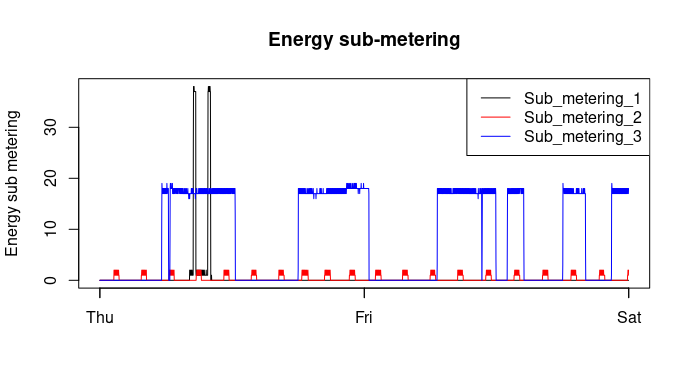 Energy sub-metering
Energy sub metering
30
20
10
0
Sub_metering_1
Sub_metering_2
Sub_metering_3
Thu
Fri
Sat